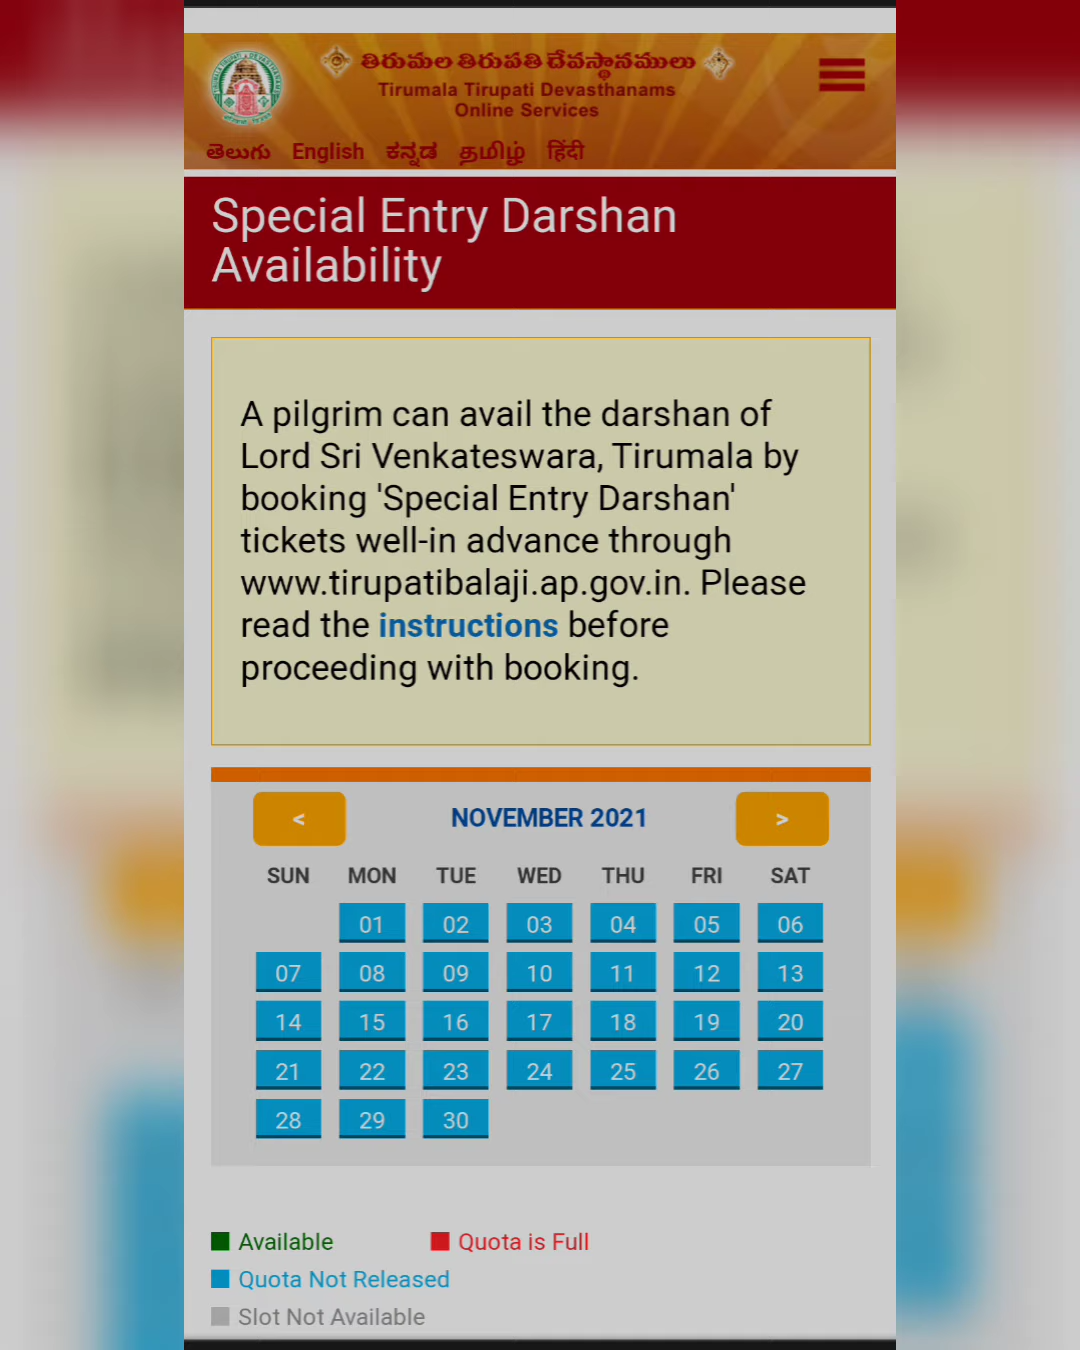 తిరుమల తిరుపతి దేవస్థానములు
Tirumala Tirupati Devasthanams
Online Services
తెలుగు English ಕನ್ನಡ தமிழ் हिंदी
Special Entry Darshan
Availability
A pilgrim can avail the darshan of
Lord Sri Venkateswara, Tirumala by
booking 'Special Entry Darshan'
tickets well-in advance through
www.tirupatibalaji.ap.gov.in. Please
read the instructions before
proceeding with booking.
< NOVEMBER 2021 >
SUN MON TUE WED THU FRI SAT
01 02 03 04 05 06
07 08 09 10 11 12 13
14 15 16 17 18 19 20
21 22 23 24 25 26 27
28 29 30
Available Quota is Full
Quota Not Released
Slot Not Available